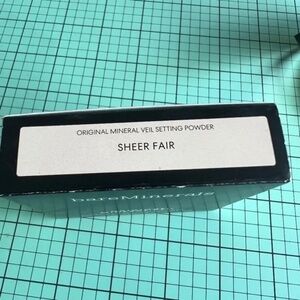 ORIGINAL MINERAL VEIL SETTING POWDER
SHEER FAIR
bareMinerals